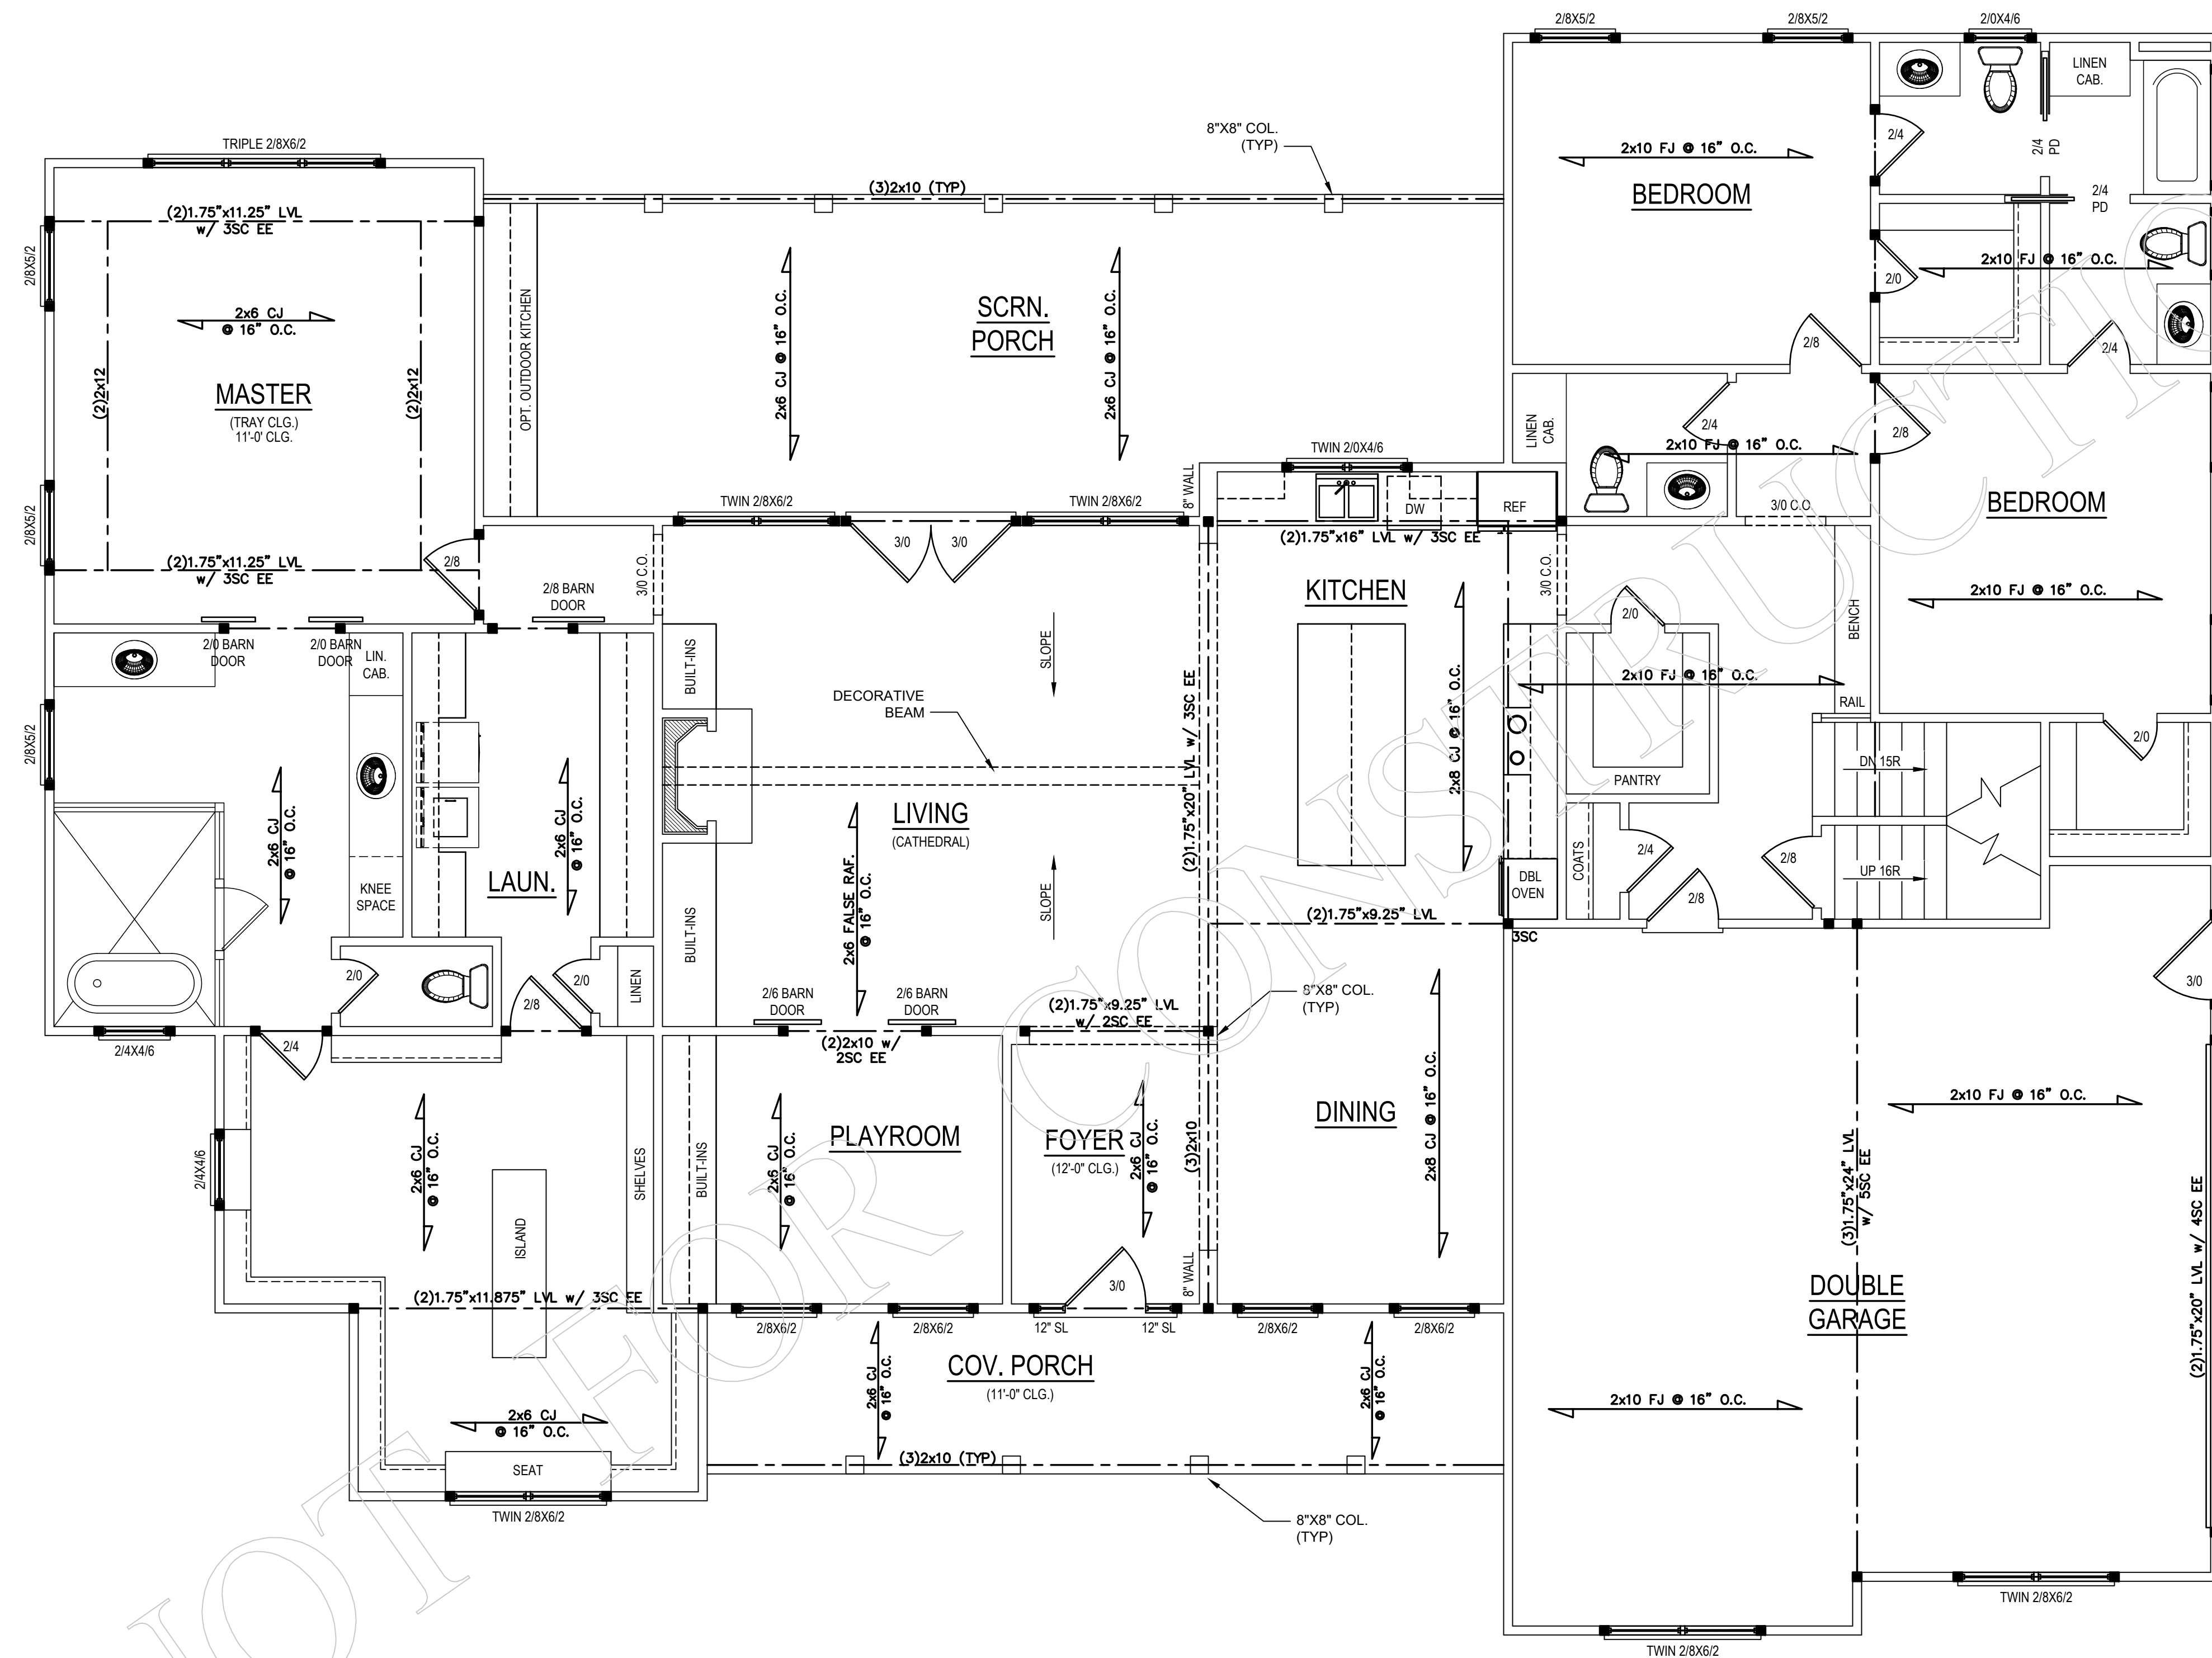 2/8X5/2
2/8X5/2
2/0X4/6
LINEN
CAB.
8"X8" COL.
(TYP)
2/4
2/4
PD
TRIPLE 2/8X6/2
2x10 FJ @ 16" O.C.
BEDROOM
(3)2x10 (TYP)
2/4
PD
(2)1.75"x11.25" LVL
w/ 3SC EE
2/8X5/2
2x6 CJ
@ 16" O.C.
(2)2x12
(2)2x12
MASTER
(TRAY CLG.)
11'-0' CLG.
OPT. OUTDOOR KITCHEN
2x6 CJ @ 16" O.C.
SCRN.
PORCH
2x6 CJ @ 16" O.C.
2x10 FJ @ 16" O.C.
2/0
2/8
2/4
LINEN
CAB.
2/4
2x10 FJ @ 16" O.C.
2/8
TWIN 2/0X4/6
8" WALL
TWIN 2/8X6/2
TWIN 2/8X6/2
DW
REF
3/0 C.O.
BEDROOM
2/8X5/2
(2)1.75"x11.25" LVL
w/ 3SC EE
2/8
3/0
3/0
(2)1.75"x16" LVL w/ 3SC EE
2/8 BARN
DOOR
3/0 C.O.
KITCHEN
3/0 C.O.
2/0
BENCH
2x10 FJ @ 16" O.C.
2/0 BARN
DOOR
2/0 BARN
DOOR
LIN.
CAB.
BUILT-INS
SLOPE
DECORATIVE
BEAM
2x10 FJ @ 16" O.C.
RAIL
2/8X5/2
2/0
2x6 CJ
@ 16" O.C.
2x6 CJ
@ 16" O.C.
(2)1.75"x20" LVL w/ 3SC EE
2x8 CJ @ 16" O.C.
PANTRY
DN 15R
LIVING
(CATHEDRAL)
LAUN.
KNEE
SPACE
2x6 FALSE RAF.
@ 16" O.C.
SLOPE
BUILT-INS
DBL
OVEN
COATS
2/4
2/8
2/8
UP 16R
(2)1.75"x9.25" LVL
3SC
2/0
2/8
2/0
LINEN
2/6 BARN
DOOR
2/6 BARN
DOOR
(2)1.75"x9.25" LVL
w/ 2SC EE
8"X8" COL.
(TYP)
3/0
2/4X4/6
2/4
(2)2x10 w/
2SC EE
2x10 FJ @ 16" O.C.
2/4X4/6
2x6 CJ
@ 16" O.C.
SHELVES
BUILT-INS
2x6 CJ
@ 16" O.C.
PLAYROOM
FOYER
(12'-0" CLG.)
2x6 CJ
@ 16" O.C.
(3)2x10
DINING
2x8 CJ @ 16" O.C.
(3)1.75"x24" LVL
w/ 5SC EE
(2)1.75"x20" LVL w/ 4SC EE
ISLAND
8" WALL
3/0
(2)1.75"x11.875" LVL w/ 3SC EE
DOUBLE
GARAGE
2/8X6/2
2/8X6/2
12" SL
12" SL
2/8X6/2
2/8X6/2
2x6 CJ
@ 16" O.C.
COV. PORCH
(11'-0" CLG.)
2x6 CJ
@ 16" O.C.
2x10 FJ @ 16" O.C.
2x6 CJ
@ 16" O.C.
SEAT
(3)2x10 (TYP)
TWIN 2/8X6/2
8"X8" COL.
(TYP)
TWIN 2/8X6/2
TWIN 2/8X6/2
NOT FOR CONSTRUCTIO